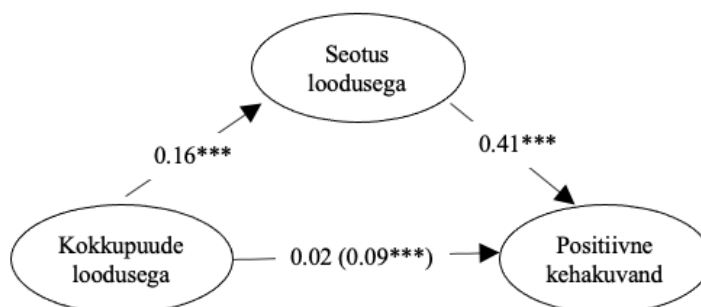 Seotus
loodusega
0.16***
0.41***
Kokkupuude
loodusega
0.02 (0.09***)
Positiivne
kehakuvand